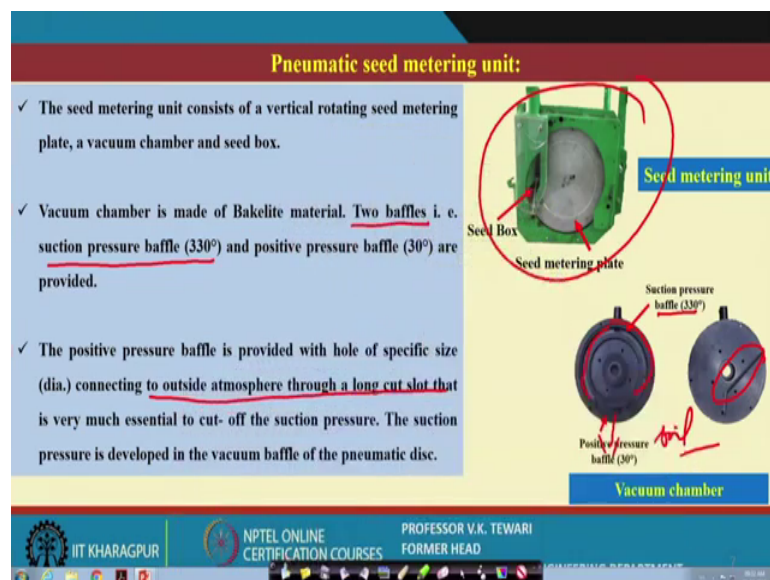 Pneumatic seed metering unit:
✓ The seed metering unit consists of a vertical rotating seed metering
plate, a vacuum chamber and seed box.
✓ Vacuum chamber is made of Bakelite material. Two baffles i. e.
suction pressure baffle (330°) and positive pressure baffle (30°) are
provided.
✓ The positive pressure baffle is provided with hole of specific size
(dia.) connecting to outside atmosphere through a long cut slot that
is very much essential to cut- off the suction pressure. The suction
pressure is developed in the vacuum baffle of the pneumatic disc.
Seed metering unit
Seed Box
Seed metering plate
Suction pressure
baffle (330°)
Positive pressure
baffle (30°)
soil
Vacuum chamber
IIT KHARAGPUR
NPTEL ONLINE
CERTIFICATION COURSES
PROFESSOR V.K. TEWARI
FORMER HEAD
7